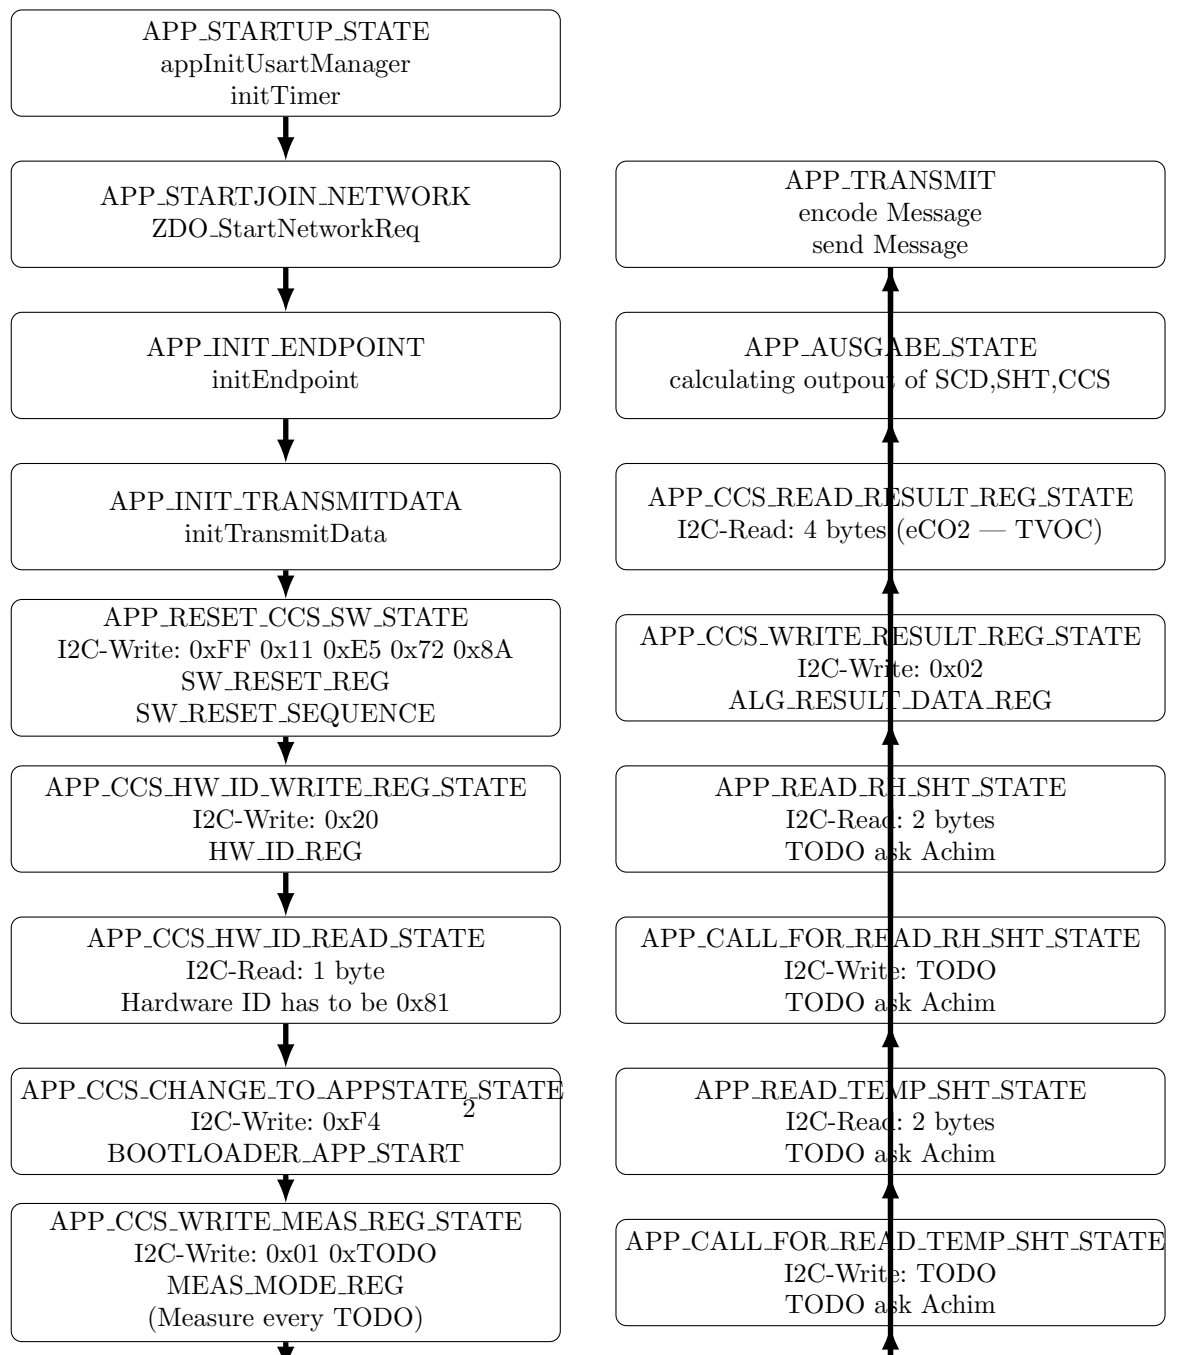 APP_STARTUP_STATE
appInitUsartManager
initTimer
APP_STARTJOIN_NETWORK
ZDO_StartNetworkReq
APP_INIT_ENDPOINT
initEndpoint
APP_INIT_TRANSMITDATA
initTransmitData
APP_RESET_CCS_SW_STATE
I2C-Write: 0xFF 0x11 0xE5 0x72 0x8A
SW_RESET_REG
SW_RESET_SEQUENCE
APP_CCS_HW_ID_WRITE_REG_STATE
I2C-Write: 0x20
HW_ID_REG
APP_CCS_HW_ID_READ_STATE
I2C-Read: 1 byte
Hardware ID has to be 0x81
APP_CCS_CHANGE_TO_APPSTATE_STATE
I2C-Write: 0xF4
BOOTLOADER_APP_START
2
APP_CCS_WRITE_MEAS_REG_STATE
I2C-Write: 0x01 0xTODO
MEAS_MODE_REG
(Measure every TODO)
APP_TRANSMIT
encode Message
send Message
APP_AUSGABE_STATE
calculating outpout of SCD,SHT,CCS
APP_CCS_READ_RESULT_REG_STATE
I2C-Read: 4 bytes (eCO2 — TVOC)
APP_CCS_WRITE_RESULT_REG_STATE
I2C-Write: 0x02
ALG_RESULT_DATA_REG
APP_READ_RH_SHT_STATE
I2C-Read: 2 bytes
TODO ask Achim
APP_CALL_FOR_READ_RH_SHT_STATE
I2C-Write: TODO
TODO ask Achim
APP_READ_TEMP_SHT_STATE
I2C-Read: 2 bytes
TODO ask Achim
APP_CALL_FOR_READ_TEMP_SHT_STATE
I2C-Write: TODO
TODO ask Achim